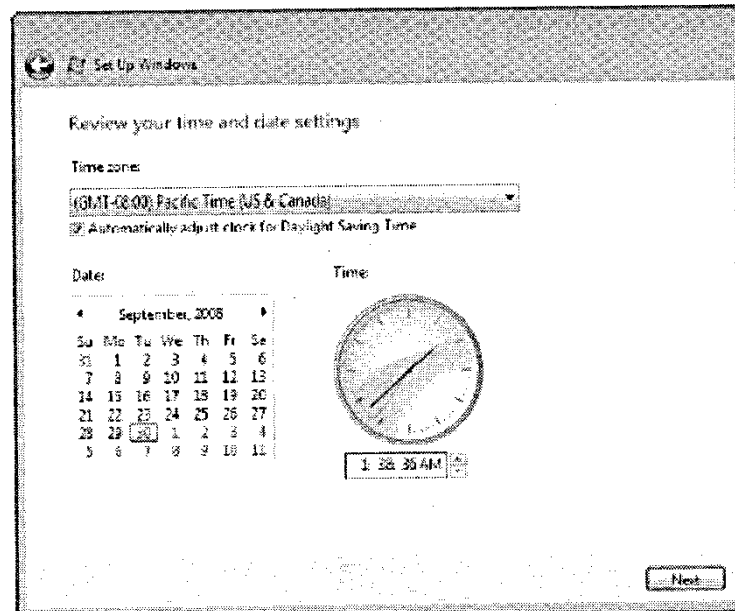 Set Up Windows
Review your time and date settings
Time zone:
(GMT-08:00) Pacific Time (US & Canada)
Automatically adjust clock for Daylight Saving Time
Date:
Time:
September, 2008
Su Mo Tu We Th Fr Sa
31 1 2 3 4 5 6
7 8 9 10 11 12 13
14 15 16 17 18 19 20
21 22 23 24 25 26 27
28 29 30 1 2 3 4
5 6 7 8 9 10 11
1: 38: 36 AM
Next